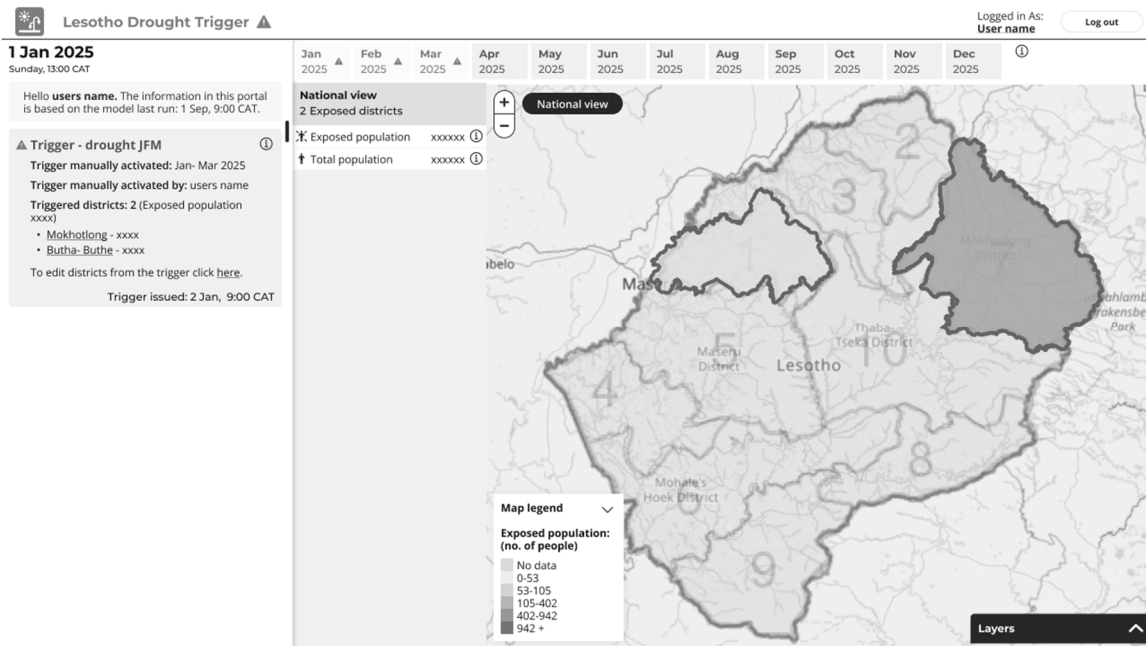 Lesotho Drought Trigger
Logged in As:
User name
Log out
1 Jan 2025
Sunday, 13:00 CAT
Hello users name. The information in this portal
is based on the model last run: 1 Sep, 9:00 CAT.
Trigger - drought JFM
Trigger manually activated: Jan- Mar 2025
Trigger manually activated by: users name
Triggered districts: 2 (Exposed population
xxxx)
• Mokhotlong - xxxx
• Butha- Buthe - xxxx
To edit districts from the trigger click here.
Trigger issued: 2 Jan, 9:00 CAT
Jan
2025
Feb
2025
Mar
2025
Apr
2025
May
2025
Jun
2025
Jul
2025
Aug
2025
Sep
2025
Oct
2025
Nov
2025
Dec
2025
National view
2 Exposed districts
Exposed population xxxxxx
Total population xxxxxx
+
−
National view
2
3
1
Mokhotlong
District
abelo
Mas
5
Maseru
District
Lesotho
Thaba-
Tseka District
10
4
8
Mohale's
Hoek District
6
9
ukhahlamb
rakensbe
Park
Map legend
Exposed population:
(no. of people)
No data
0-53
53-105
105-402
402-942
942 +
Layers